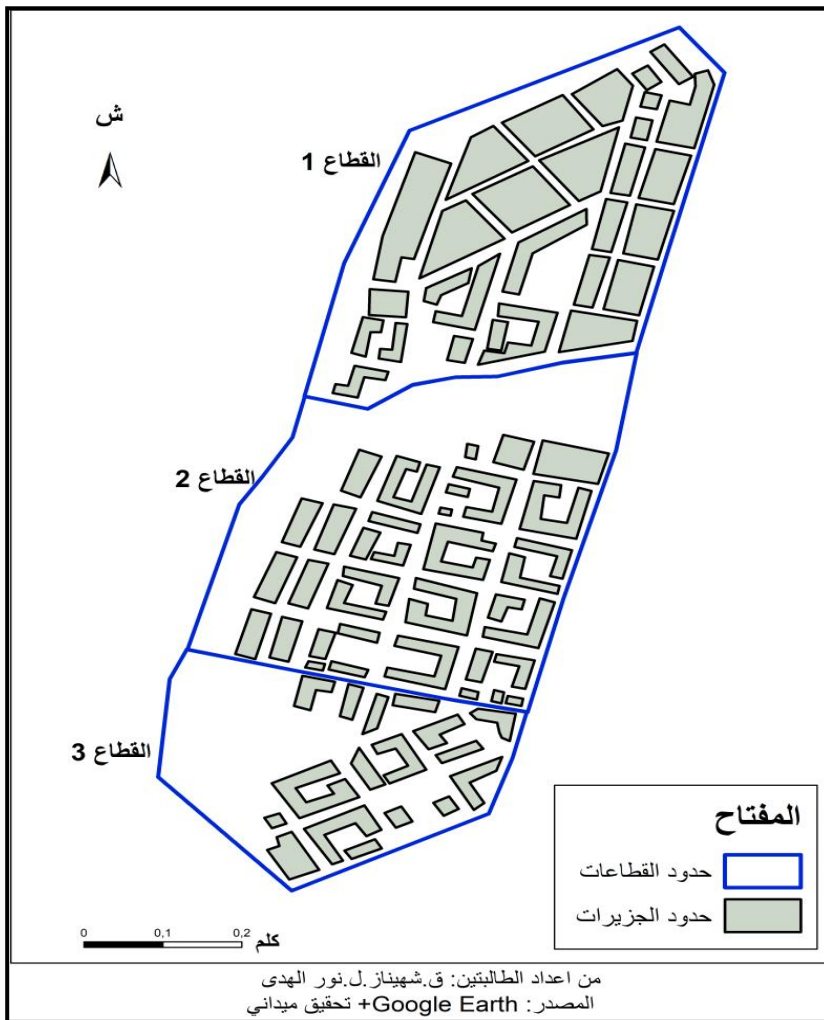 ش
القطاع 1
القطاع 2
القطاع 3
المفتاح
حدود القطاعات
حدود الجزيرات
0 0,1 0,2 كلم
من اعداد الطالبتين: ق.شهيناز.ل.نور الهدى
المصدر: Google Earth+ تحقيق ميداني